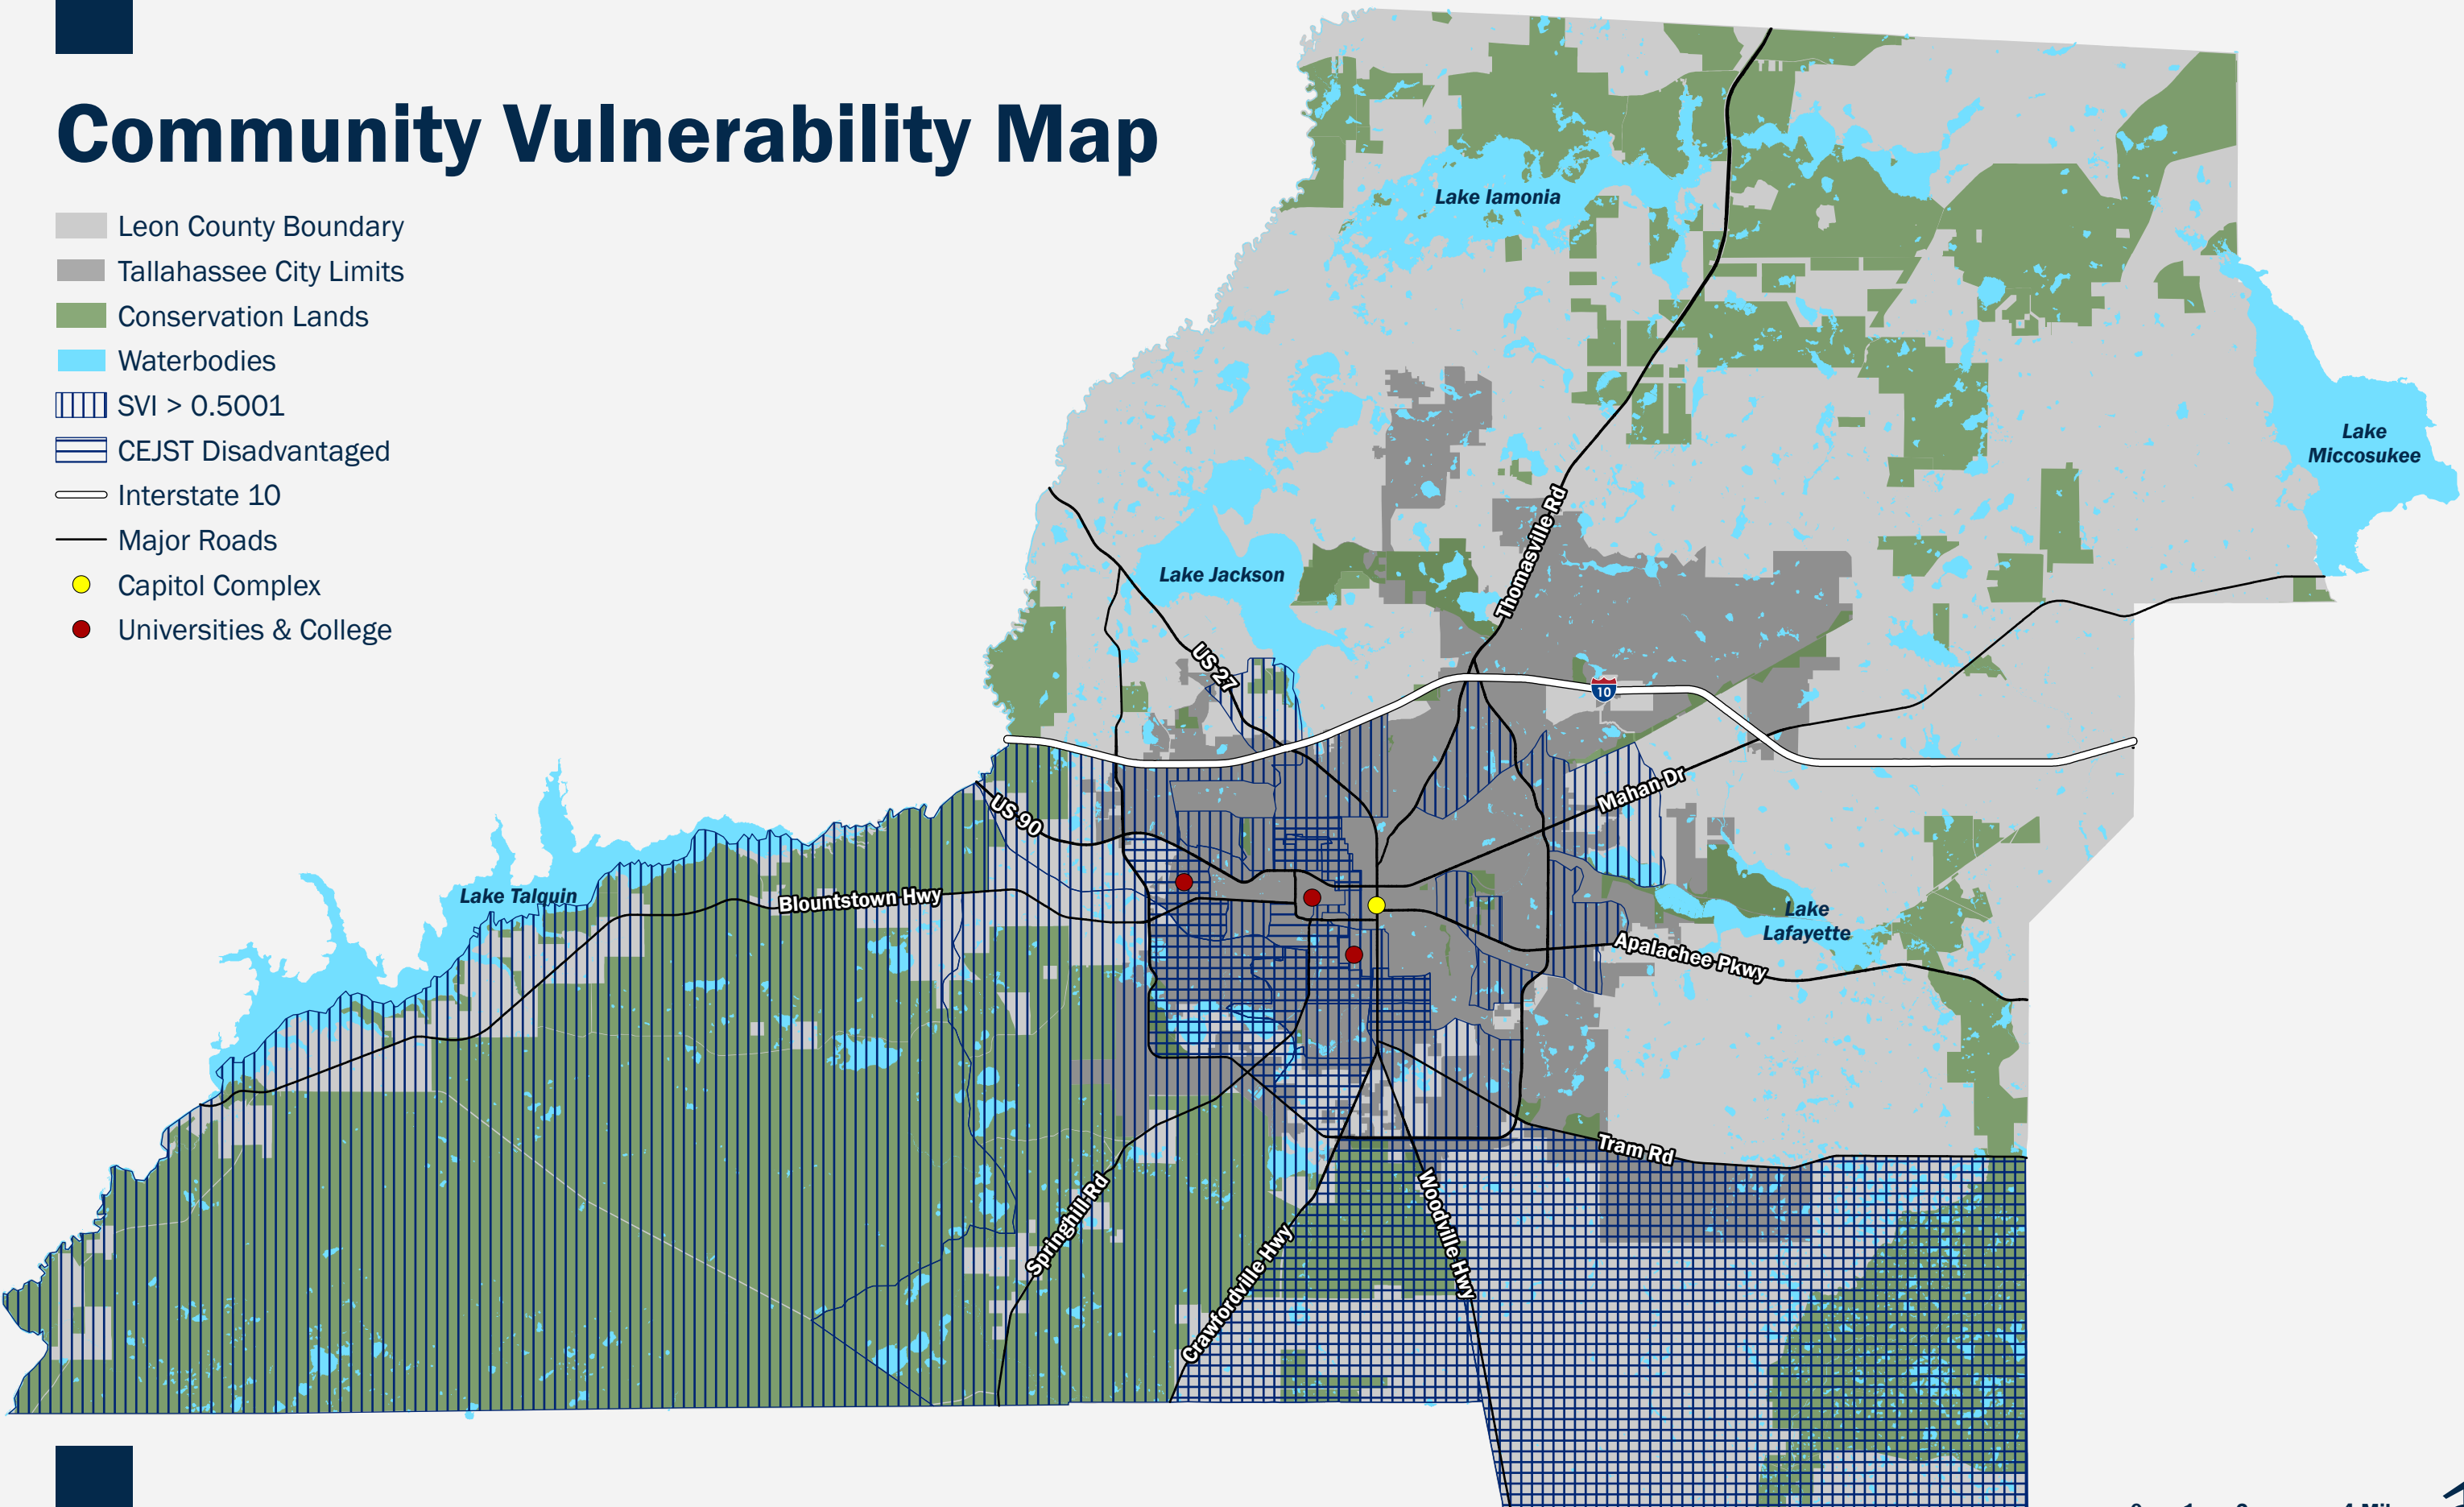 Community Vulnerability Map
Leon County Boundary
Tallahassee City Limits
Conservation Lands
Waterbodies
SVI > 0.5001
CEJST Disadvantaged
Interstate 10
Major Roads
Capitol Complex
Universities & College
Lake Iamonia
Lake
Miccosukee
Thomasville Rd
Lake Jackson
US 27
10
Mahan Dr
US 90
Lake Talquin
Blountstown Hwy
Lake
Lafayette
Apalachee Pkwy
Tram Rd
Springhill Rd
Woodville Hwy
Crawfordville Hwy